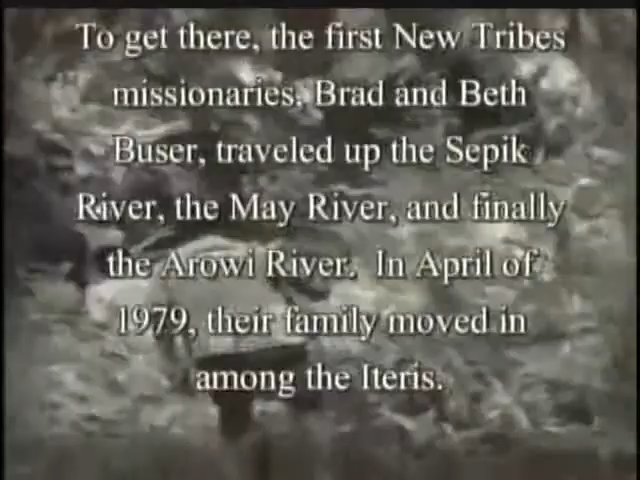 To get there, the first New Tribes
missionaries, Brad and Beth
Buser, traveled up the Sepik
River, the May River, and finally
the Arowi River. In April of
1979, their family moved in
among the Iteris.